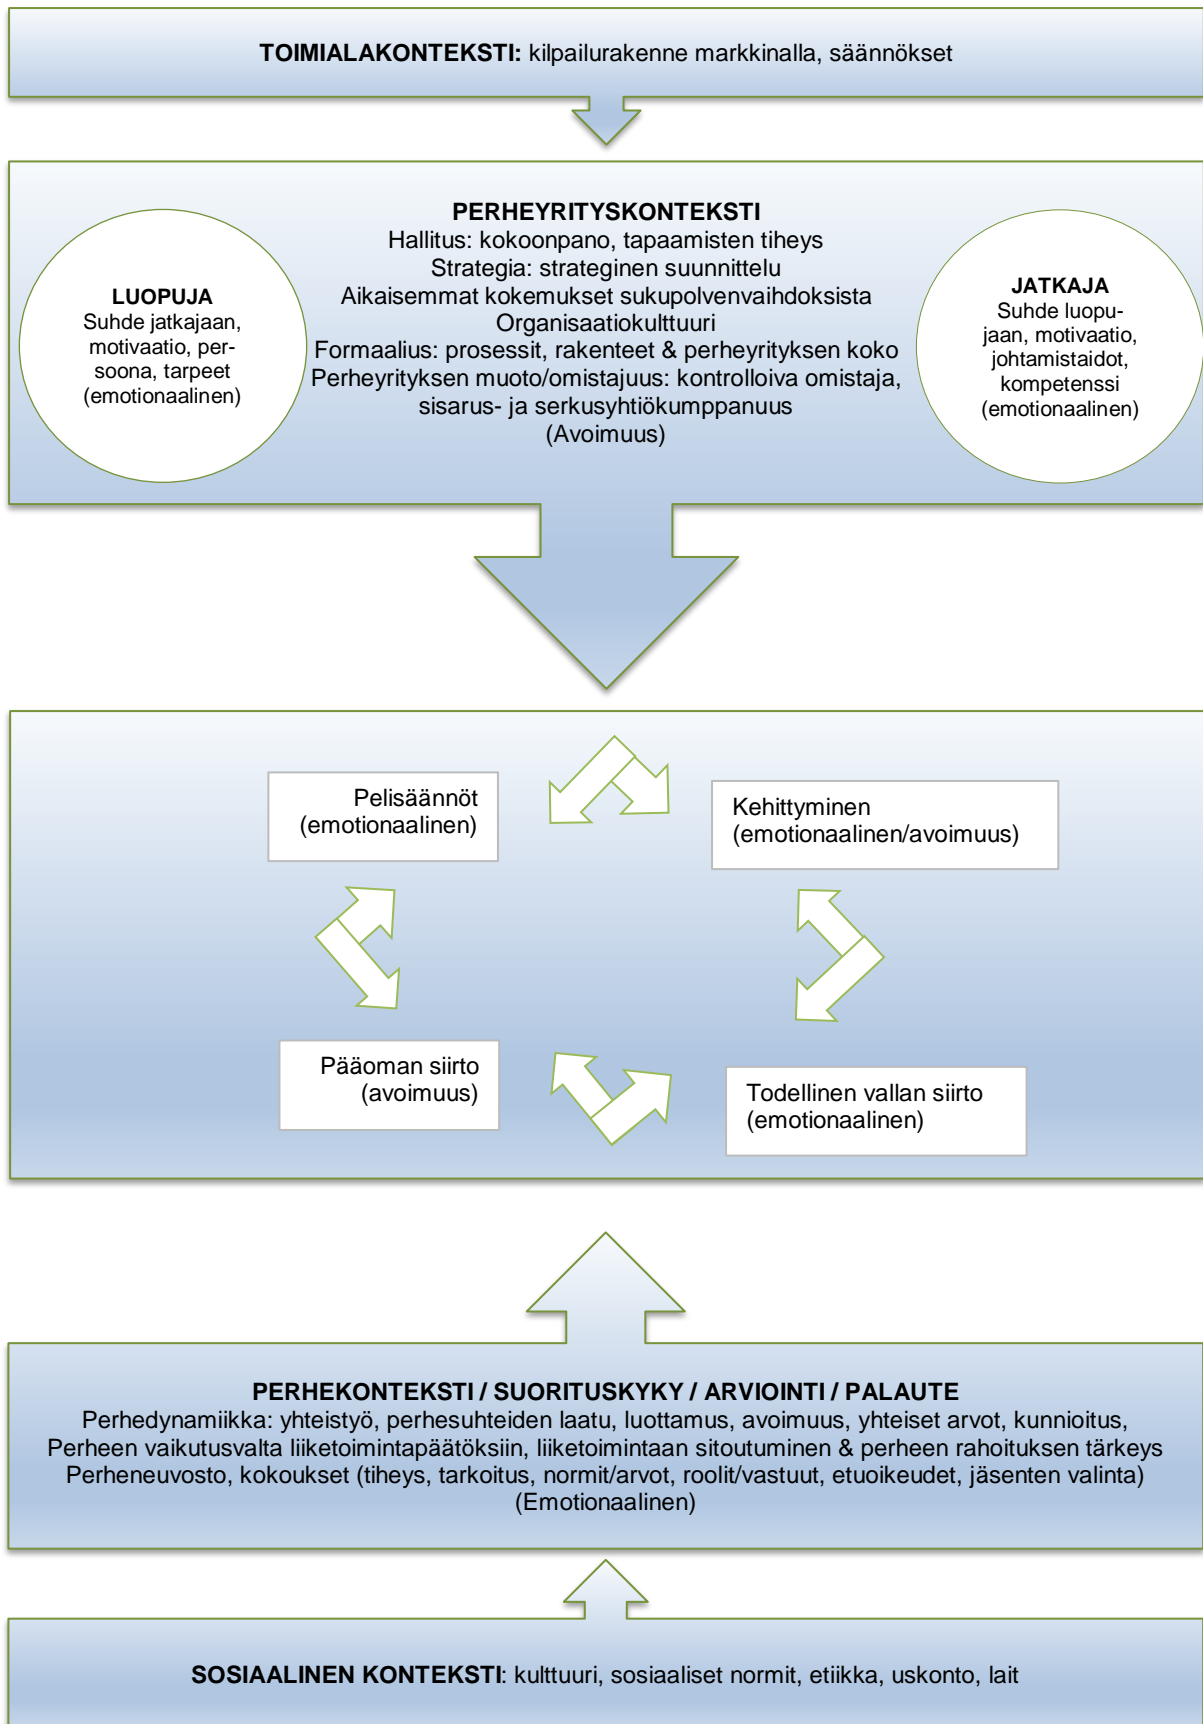 TOIMIALAKONTEKSTI: kilpailurakenne markkinalla, säännökset
PERHEYRITYSKONTEKSTI
Hallitus: kokoonpano, tapaamisten tiheys
Strategia: strateginen suunnittelu
Aikaisemmat kokemukset sukupolvenvaihdoksista
Organisaatiokulttuuri
Formaalius: prosessit, rakenteet & perheyrityksen koko
Perheyrityksen muoto/omistajuus: kontrolloiva omistaja,
sisarus- ja serkusyhtiökumppanuus
(Avoimuus)
LUOPUJA
Suhde jatkajaan,
motivaatio, per-
soona, tarpeet
(emotionaalinen)
JATKAJA
Suhde luopu-
jaan, motivaatio,
johtamistaidot,
kompetenssi
(emotionaalinen)
Pelisäännöt
(emotionaalinen)
Kehittyminen
(emotionaalinen/avoimuus)
Pääoman siirto
(avoimuus)
Todellinen vallan siirto
(emotionaalinen)
PERHEKONTEKSTI / SUORITUSKYKY / ARVIOINTI / PALAUTE
Perhedynamiikka: yhteistyö, perhesuhteiden laatu, luottamus, avoimuus, yhteiset arvot, kunnioitus,
Perheen vaikutusvalta liiketoimintapäätöksiin, liiketoimintaan sitoutuminen & perheen rahoituksen tärkeys
Perheneuvosto, kokoukset (tiheys, tarkoitus, normit/arvot, roolit/vastuut, etuoikeudet, jäsenten valinta)
(Emotionaalinen)
SOSIAALINEN KONTEKSTI: kulttuuri, sosiaaliset normit, etiikka, uskonto, lait